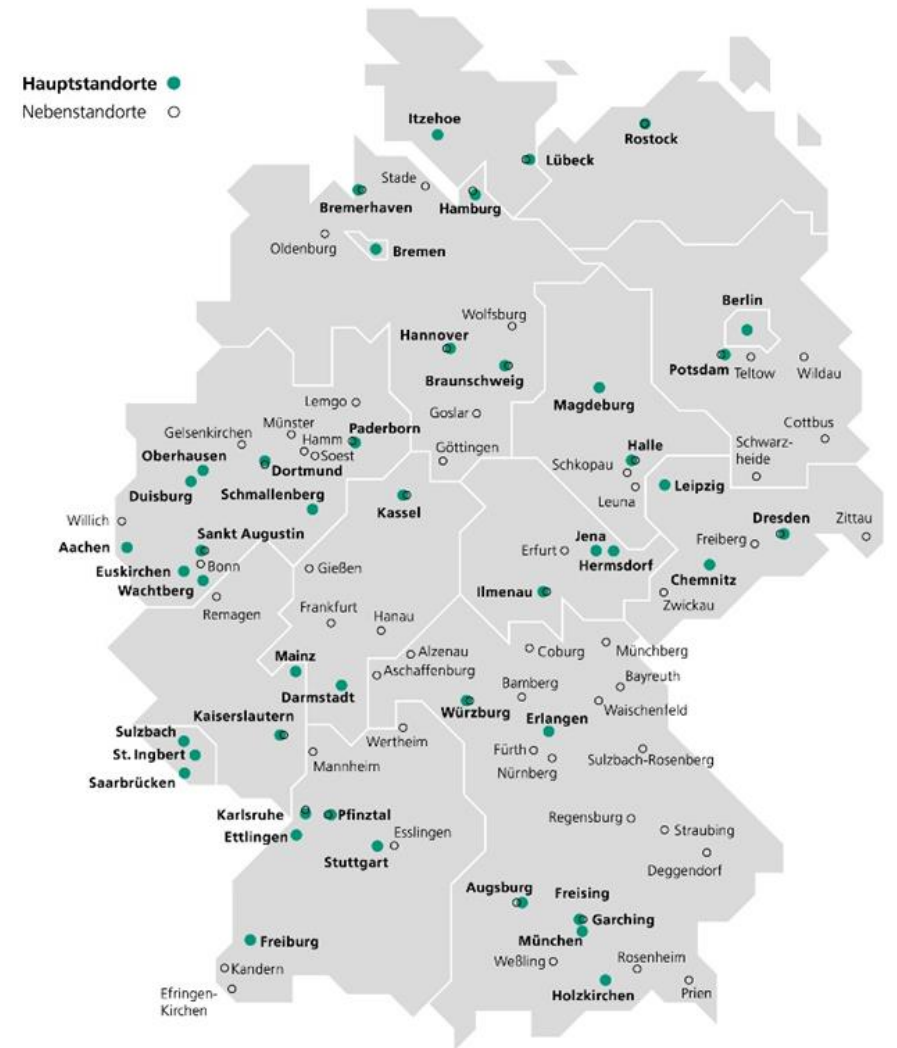 Hauptstandorte
Nebenstandorte
Itzehoe
Rostock
Lübeck
Stade
Bremerhaven
Hamburg
Oldenburg
Bremen
Berlin
Wolfsburg
Hannover
Braunschweig
Potsdam
Teltow
Wildau
Magdeburg
Lemgo
Goslar
Münster
Paderborn
Gelsenkirchen
Hamm
Soest
Göttingen
Cottbus
Schwarz-
heide
Halle
Oberhausen
Dortmund
Schkopau
Duisburg
Schmallenberg
Kassel
Leuna
Leipzig
Willich
Sankt Augustin
Dresden
Zittau
Aachen
Bonn
Erfurt
Jena
Freiberg
Euskirchen
Gießen
Hermsdorf
Chemnitz
Wachtberg
Ilmenau
Zwickau
Remagen
Frankfurt
Hanau
Mainz
Alzenau
Coburg
Münchberg
Aschaffenburg
Bayreuth
Darmstadt
Bamberg
Waischenfeld
Kaiserslautern
Würzburg
Erlangen
Sulzbach
Wertheim
St. Ingbert
Fürth
Sulzbach-Rosenberg
Mannheim
Nürnberg
Saarbrücken
Karlsruhe
Pfinztal
Regensburg
Ettlingen
Esslingen
Straubing
Stuttgart
Deggendorf
Augsburg
Freising
Garching
Freiburg
München
Weßling
Rosenheim
Kandern
Holzkirchen
Prien
Efringen-
Kirchen